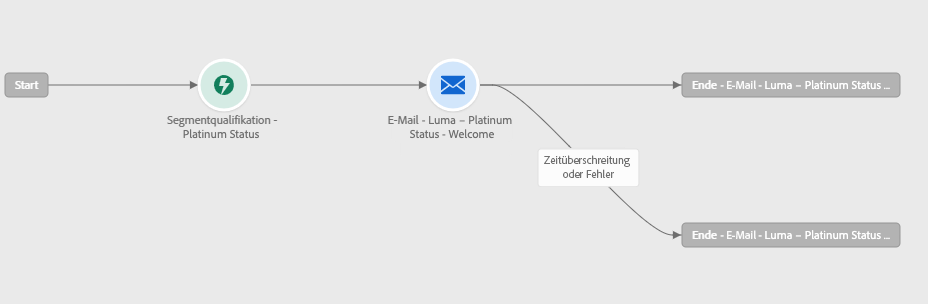 Start
Segmentqualifikation -
Platinum Status
E-Mail - Luma – Platinum
Status - Welcome
Ende - E-Mail - Luma – Platinum Status ...
Zeitüberschreitung
oder Fehler
Ende - E-Mail - Luma – Platinum Status ...